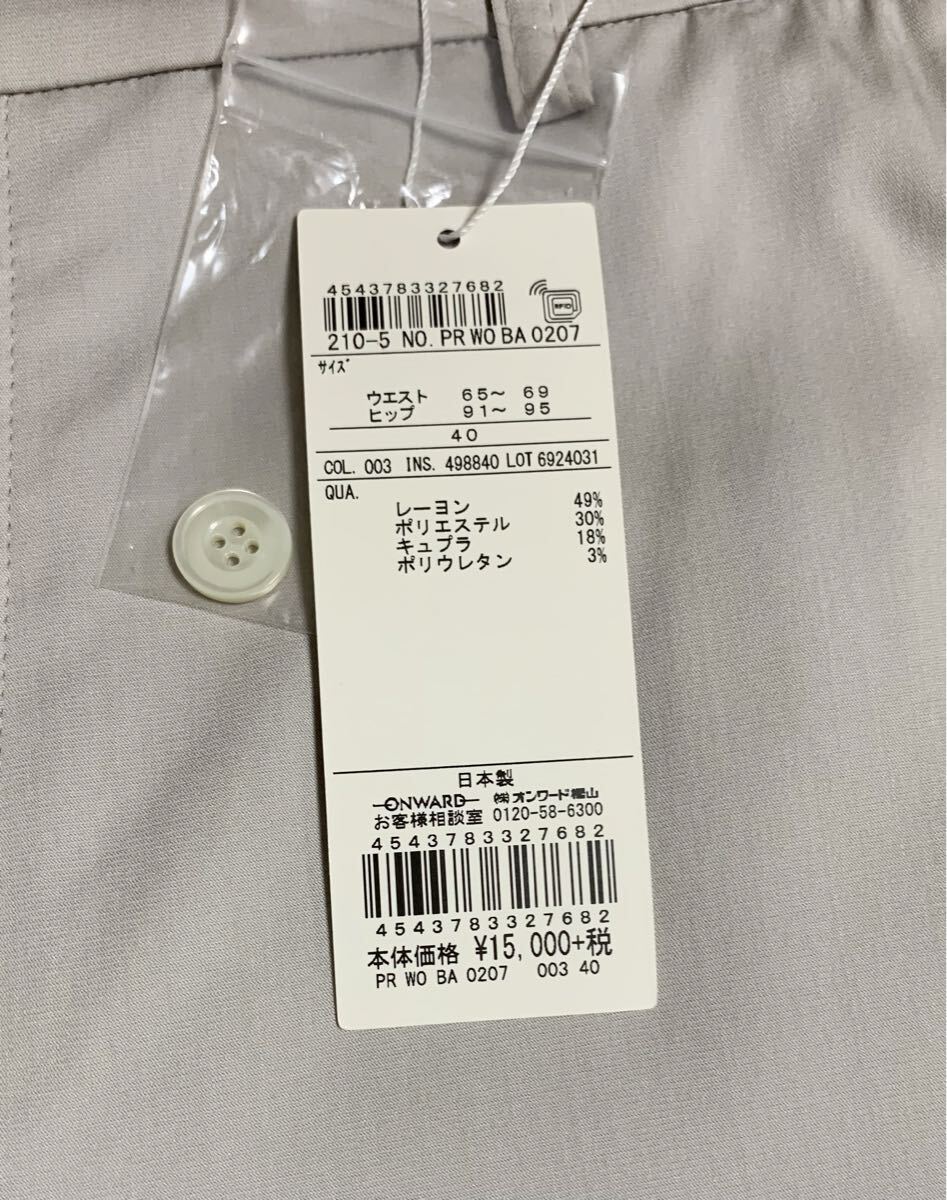 4543783327682
RFID
210-5 NO. PR WO BA 0207
サイズ
ウエスト 65～ 69
ヒップ 91～ 95
40
COL. 003 INS. 498840 LOT 6924031
QUA.
レーヨン 49%
ポリエステル 30%
キュプラ 18%
ポリウレタン 3%
日本製
ONWARD ㈱オンワード樫山
お客様相談室 0120-58-6300
4543783327682
4543783327682
本体価格 ¥15,000+税
PR WO BA 0207 003 40